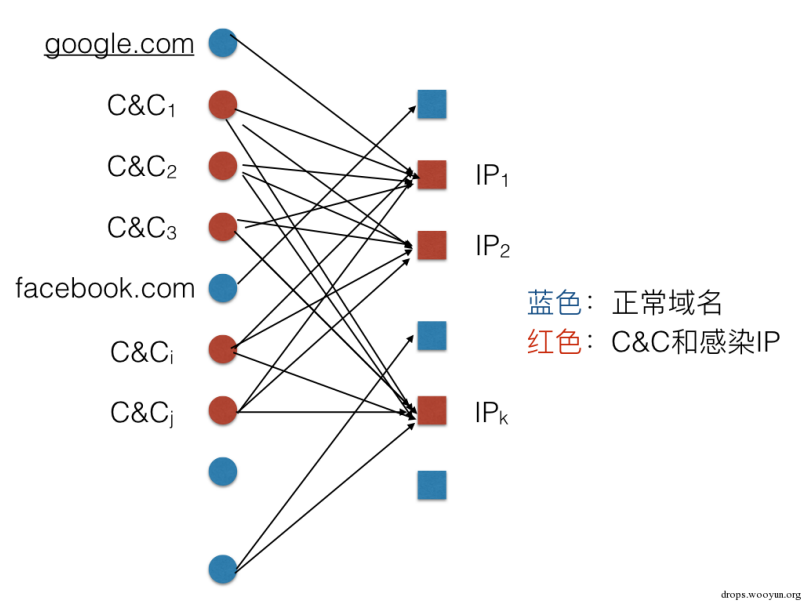 google.com
C&C1
IP1
C&C2
C&C3
IP2
facebook.com
蓝色：正常域名
红色：C&C和感染IP
C&Ci
C&Cj
IPk
drops.wooyun.org